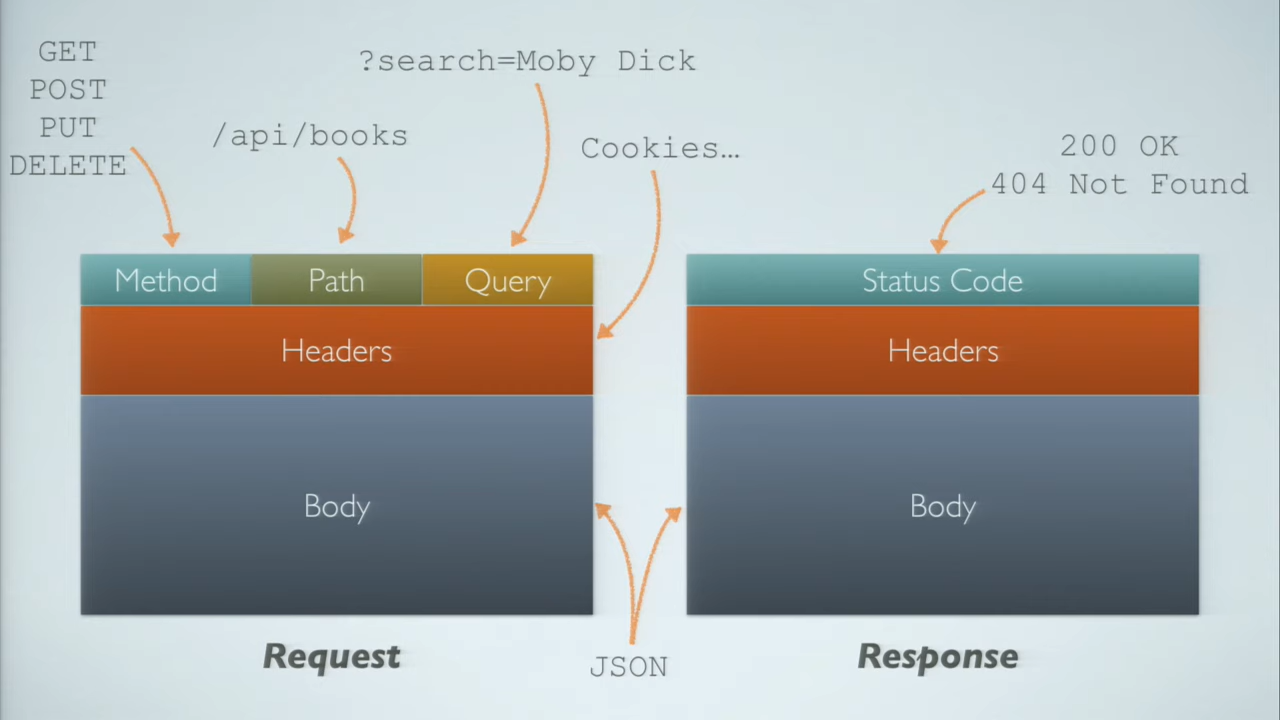 GET
POST
PUT
DELETE
?search=Moby Dick
/api/books
Cookies…
200 OK
404 Not Found
Method
Path
Query
Headers
Body
Request
Status Code
Headers
Body
Response
JSON